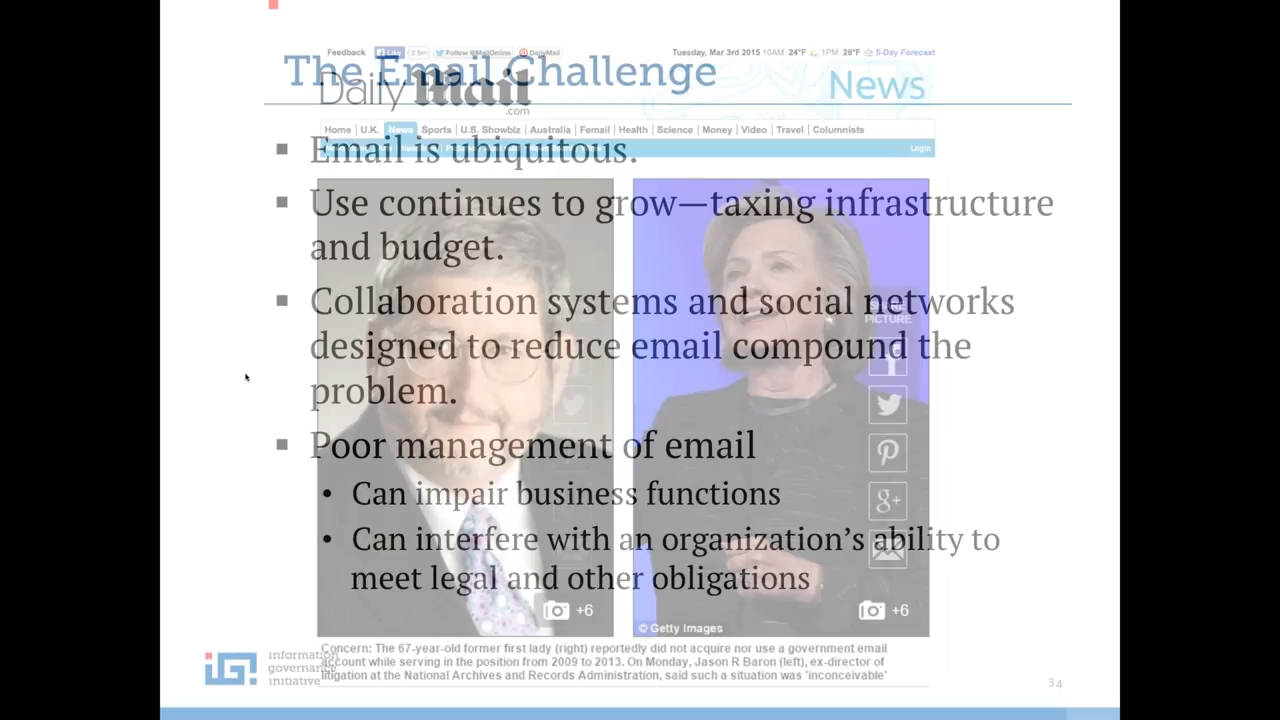 Feedback Like 2.5m Follow @MailOnline DailyMail Tuesday, Mar 3rd 2015 10AM 24°F 1PM 28°F 5-Day Forecast
The Email Challenge
Daily Mail
.com
News
Home U.K. News Sports U.S. Showbiz Australia Femail Health Science Money Video Travel Columnists
Login
▪ Email is ubiquitous.
▪ Use continues to grow—taxing infrastructure
and budget.
▪ Collaboration systems and social networks
designed to reduce email compound the
problem.
▪ Poor management of email
• Can impair business functions
• Can interfere with an organization’s ability to
meet legal and other obligations
PICTURE
+6
+6
© Getty Images
Concern: The 67-year-old former first lady (right) reportedly did not acquire nor use a government email
account while serving in the position from 2009 to 2013. On Monday, Jason R Baron (left), ex-director of
litigation at the National Archives and Records Administration, said such a situation was 'inconceivable'
iGi information
governance
initiative
34